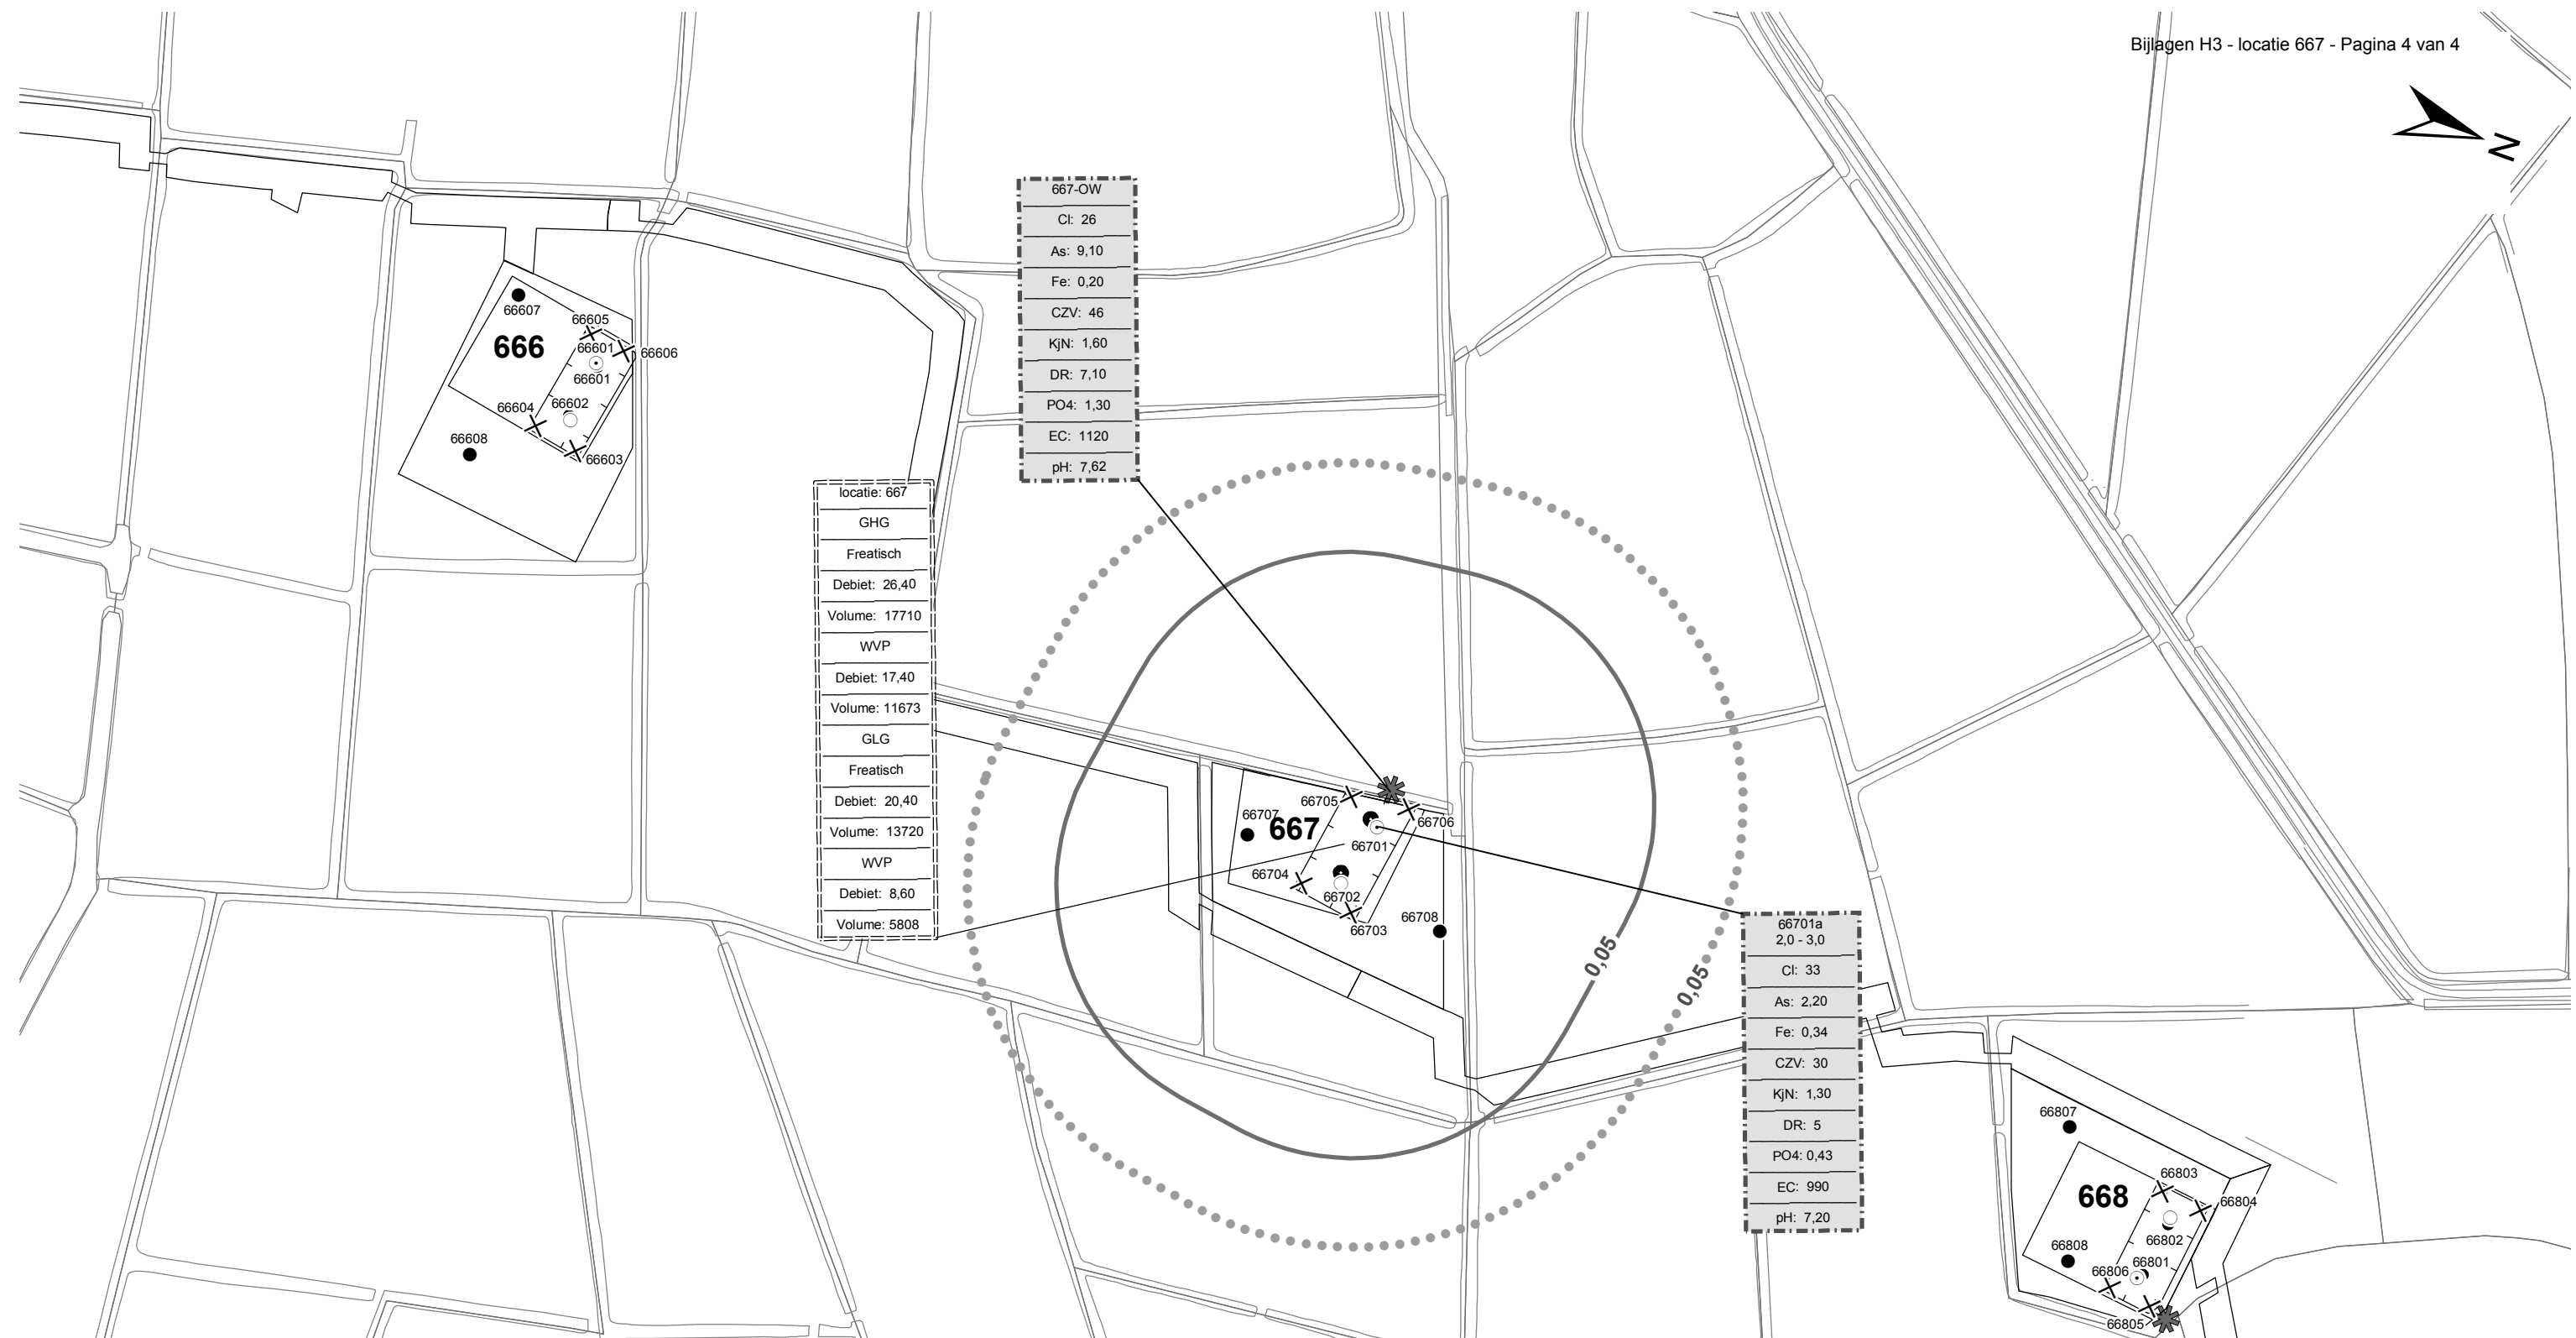 Bijlagen H3 - locatie 667 - Pagina 4 van 4
N
667-OW
Cl: 26
As: 9,10
Fe: 0,20
CZV: 46
KjN: 1,60
DR: 7,10
PO4: 1,30
EC: 1120
pH: 7,62
66607
66605
666
66601
66606
66601
66604
66602
66608
66603
locatie: 667
GHG
Freatisch
Debiet: 26,40
Volume: 17710
WVP
Debiet: 17,40
Volume: 11673
GLG
Freatisch
Debiet: 20,40
Volume: 13720
WVP
Debiet: 8,60
Volume: 5808
66705
66707
667
66706
66701
66704
66702
66708
66703
0,05
0,05
66701a
2,0 - 3,0
Cl: 33
As: 2,20
Fe: 0,34
CZV: 30
KjN: 1,30
DR: 5
PO4: 0,43
EC: 990
pH: 7,20
66807
66803
668
66804
66802
66808
66801
66806
66805